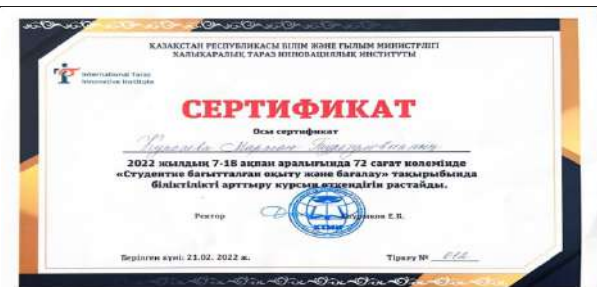 ҚАЗАҚСТАН РЕСПУБЛИКАСЫ БІЛІМ ЖӘНЕ ҒЫЛЫМ МИНИСТРЛІГІ
ХАЛЫҚАРАЛЫҚ ТАРАЗ ИННОВАЦИЯЛЫҚ ИНСТИТУТЫ
International Taraz
Innovative Institute
СЕРТИФИКАТ
Осы сертификат
2022 жылдың 7-18 ақпан аралығында 72 сағат көлемінде
«Студентке бағытталған оқыту және бағалау» тақырыбында
біліктілікті арттыру курсын өткендігін растайды.
Ректор Е.В.
Берілген күні: 21.02. 2022 ж.
Тіркеу № 012